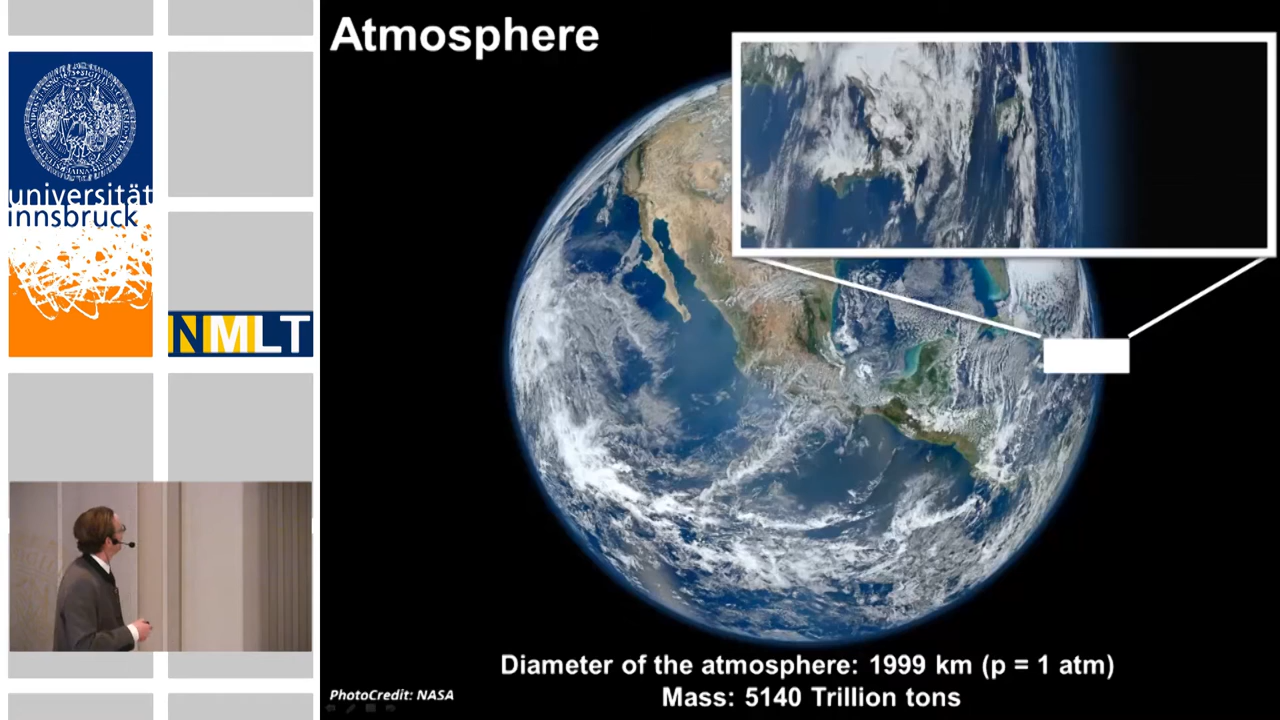 Atmosphere
universität
innsbruck
NMLT
Diameter of the atmosphere: 1999 km (p = 1 atm)
Mass: 5140 Trillion tons
PhotoCredit: NASA